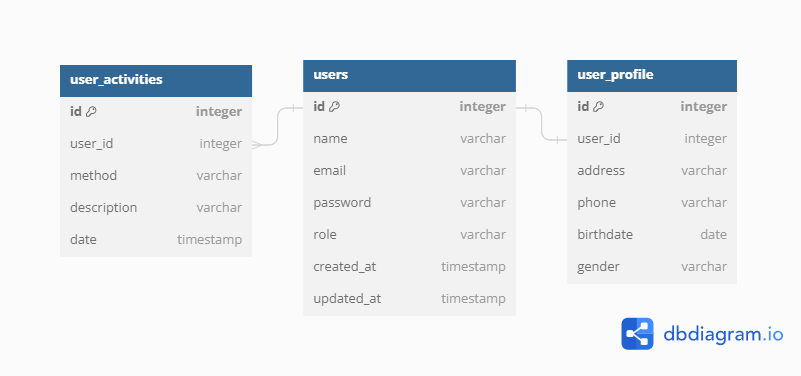 user_activities
id integer
user_id integer
method varchar
description varchar
date timestamp
users
id integer
name varchar
email varchar
password varchar
role varchar
created_at timestamp
updated_at timestamp
user_profile
id integer
user_id integer
address varchar
phone varchar
birthdate date
gender varchar
dbdiagram.io